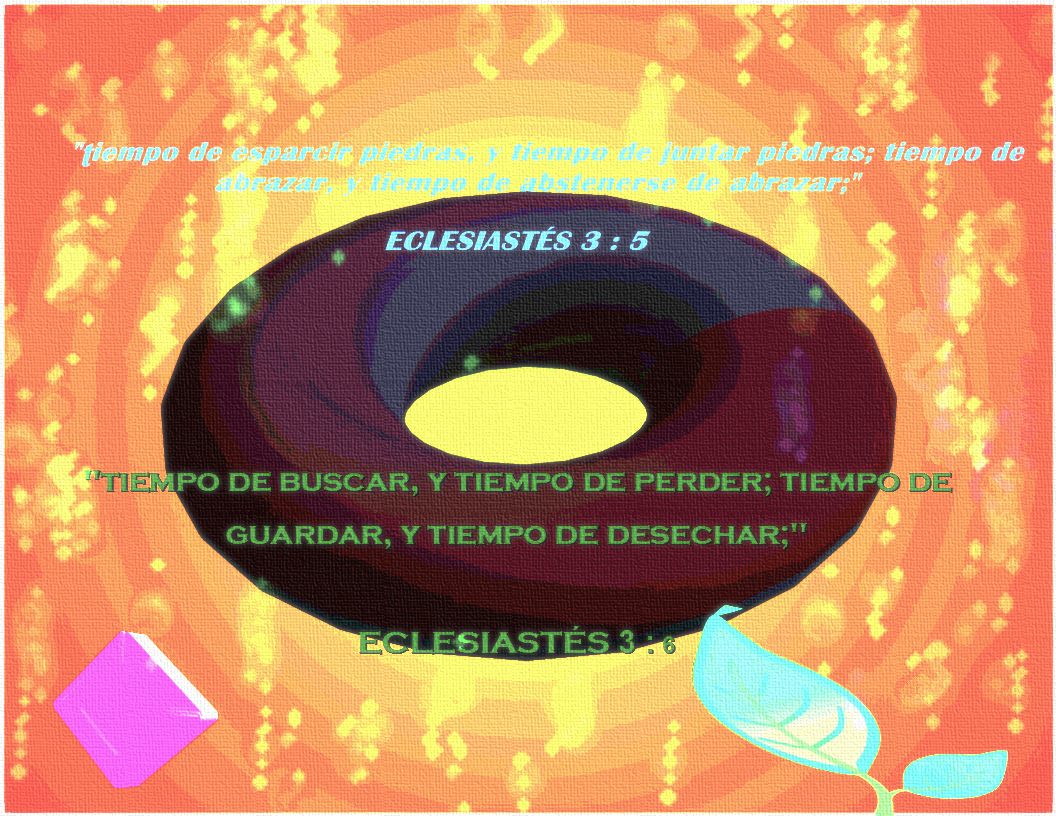 "tiempo de esparcir piedras, y tiempo de juntar piedras; tiempo de
abrazar, y tiempo de abstenerse de abrazar;"
ECLESIASTÉS 3 : 5
"TIEMPO DE BUSCAR, Y TIEMPO DE PERDER; TIEMPO DE
GUARDAR, Y TIEMPO DE DESECHAR;"
ECLESIASTÉS 3 : 6